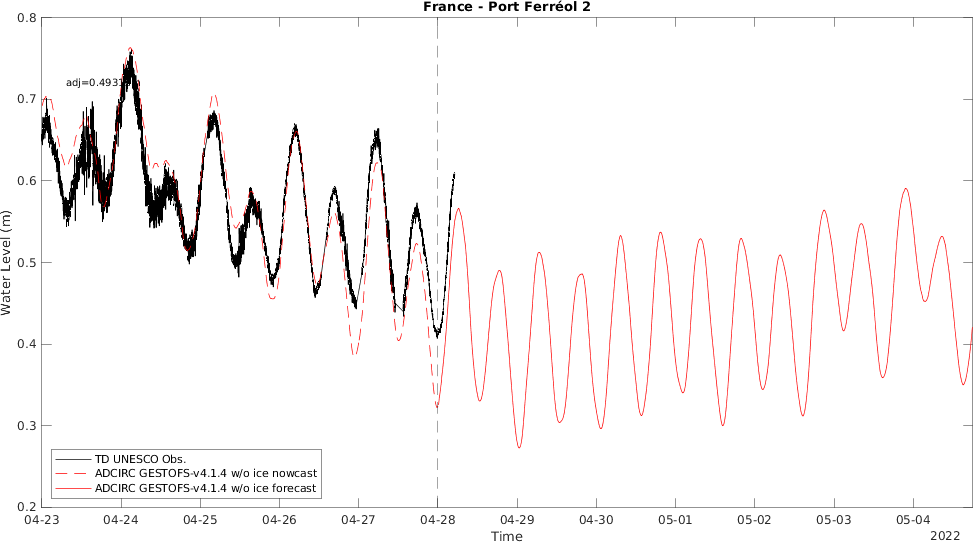 France - Port Ferréol 2
0.8
0.7
0.6
0.5
0.4
0.3
0.2
Water Level (m)
adj=0.4931
TD UNESCO Obs.
ADCIRC GESTOFS-v4.1.4 w/o ice nowcast
ADCIRC GESTOFS-v4.1.4 w/o ice forecast
04-23 04-24 04-25 04-26 04-27 04-28 04-29 04-30 05-01 05-02 05-03 05-04
Time
2022